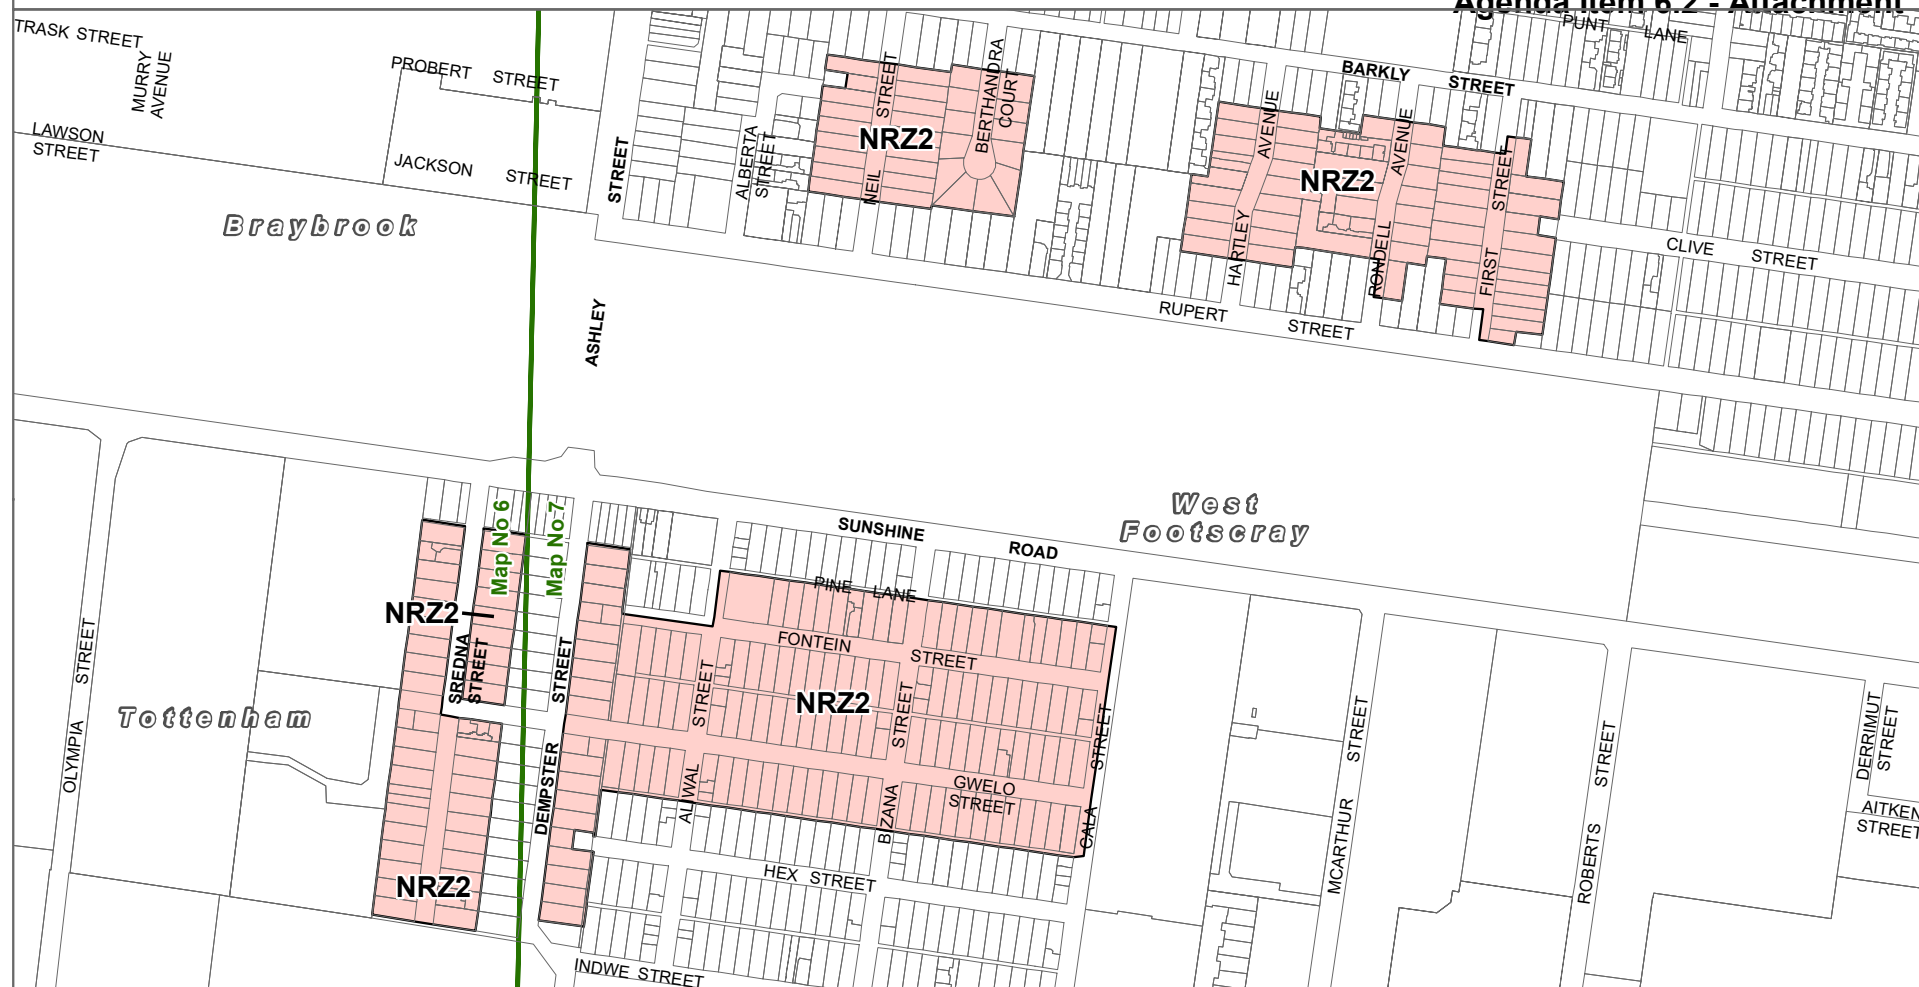 Agenda Item 6.2 - Attachment
TRASK STREET
MURRY
AVENUE
PROBERT STREET
LAWSON
STREET
JACKSON STREET
Braybrook
STREET
ASHLEY
ALBERTA
STREET
NEIL STREET
BERTHANDRA
COURT
NRZ2
BARKLY STREET
PUNT LANE
HARTLEY AVENUE
NRZ2
RONDELL AVENUE
FIRST STREET
CLIVE STREET
RUPERT STREET
West
Footscray
SUNSHINE ROAD
Map No 6
Map No 7
NRZ2
SREDNA
STREET
DEMPSTER STREET
PINE LANE
FONTEIN STREET
NRZ2
ALIWAL STREET
BIZANA STREET
GWELO
STREET
CALA STREET
Tottenham
OLYMPIA STREET
NRZ2
HEX STREET
INDWE STREET
MCARTHUR STREET
ROBERTS STREET
DERRIMUT
STREET
AITKEN
STREET